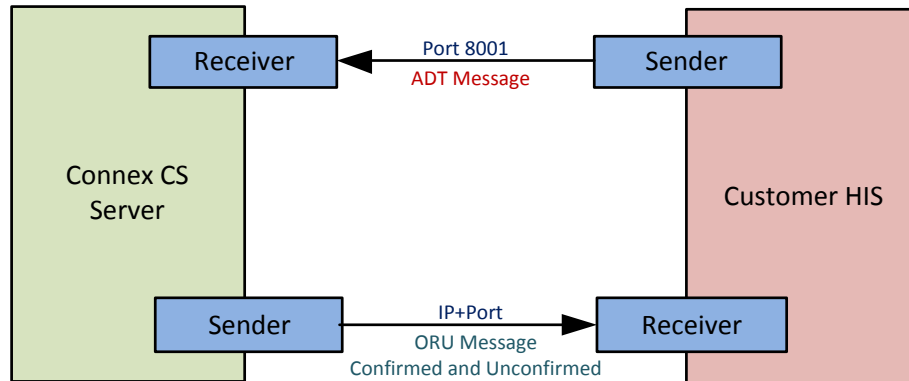 Receiver
Port 8001
ADT Message
Sender
Connex CS
Server
Customer HIS
Sender
IP+Port
ORU Message
Confirmed and Unconfirmed
Receiver